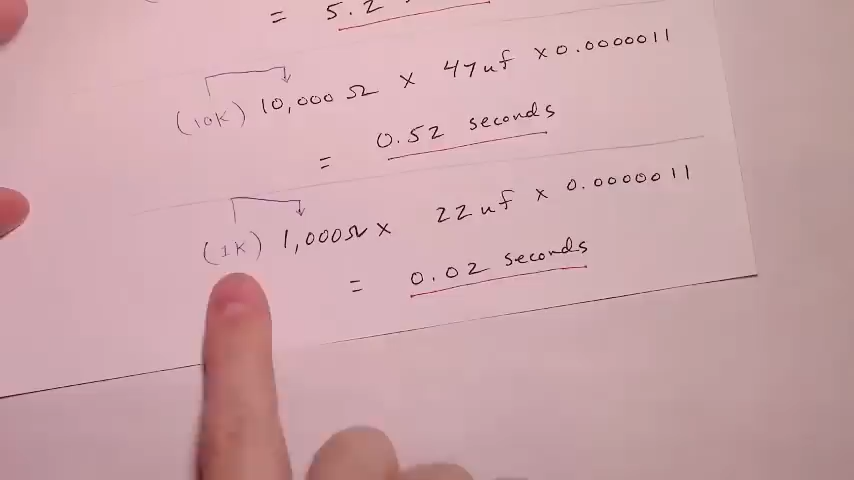 = 5.2
(10K) 10,000 Ω x 47uf x 0.0000011
= 0.52 seconds
(1K) 1,000Ω x 22uf x 0.0000011
= 0.02 seconds